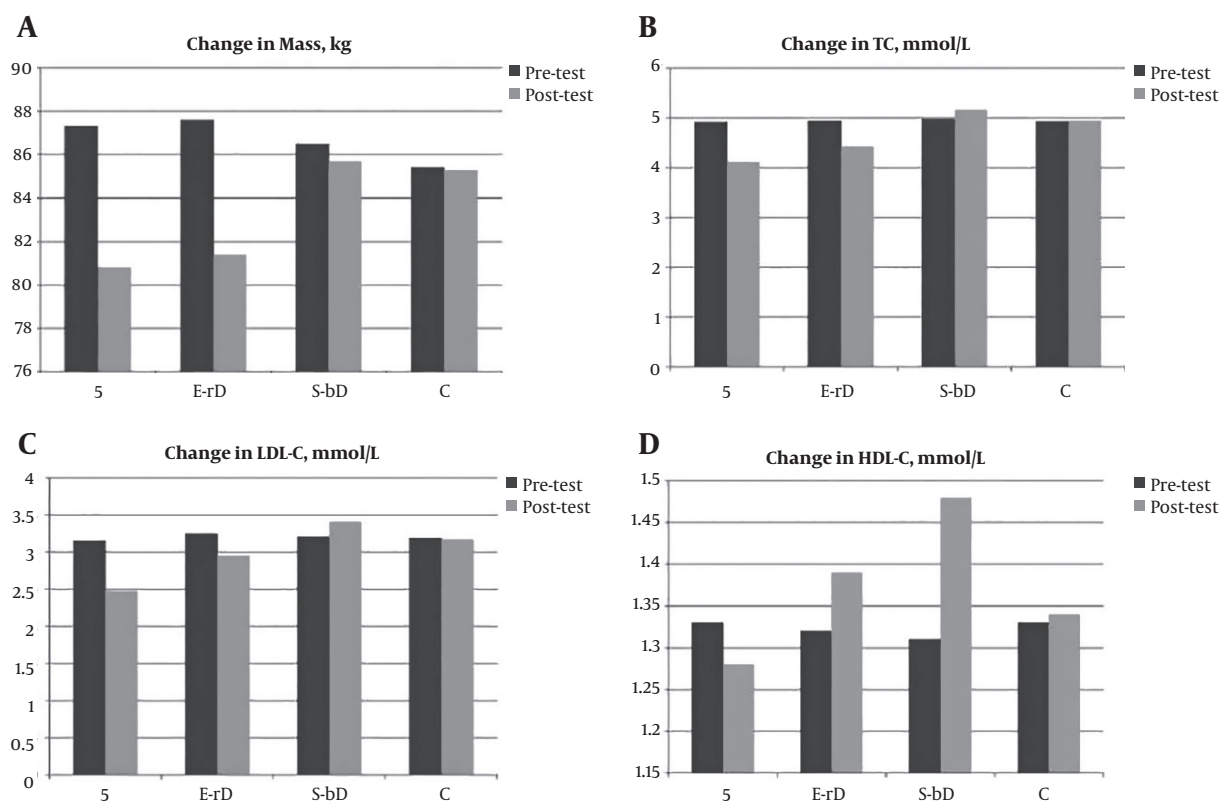 A
Change in Mass, kg
90
88
86
84
82
80
78
76
5 E-rD S-bD C
Pre-test
Post-test
B
Change in TC, mmol/L
6
5
4
3
2
1
0
5 E-rD S-bD C
Pre-test
Post-test
C
Change in LDL-C, mmol/L
4
3.5
3
2.5
2
1.5
1
0.5
0
5 E-rD S-bD C
Pre-test
Post-test
D
Change in HDL-C, mmol/L
1.5
1.45
1.4
1.35
1.3
1.25
1.2
1.15
5 E-rD S-bD C
Pre-test
Post-test